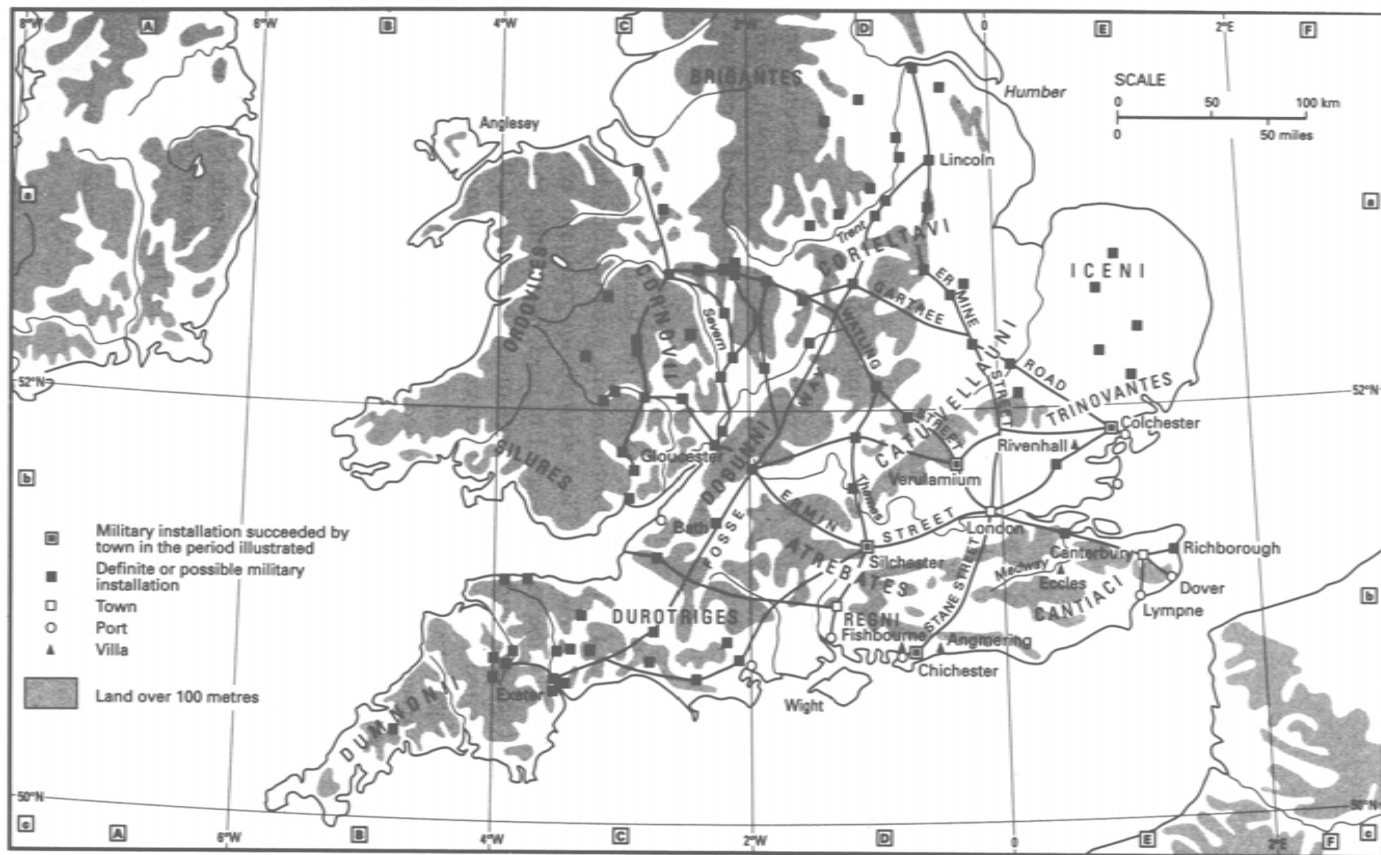 8°W
A
6°W
B
4°W
C
2°W
D
0
E
2°E
F
BRIGANTES
Humber
SCALE
0 50 100 km
0 50 miles
Anglesey
Lincoln
a
a
Trent
CORIELTAVI
ICENI
ORDOVICES
CORNOVII
Severn
WATLING
STREET
GARTREE
ROAD
ERMINE
STREET
52°N
52°N
WAY
CATUVELLAUNI
TRINOVANTES
Colchester
Rivenhall
Gloucester
DOBUNNI
Verulamium
SILURES
b
Thames
ERMIN
STREET
London
Bath
FOSSE
ATREBATES
Silchester
Canterbury
Richborough
Medway
Eccles
Dover
CANTIACI
Lympne
b
STANE STREET
DUROTRIGES
REGNI
Fishbourne
Angmering
Chichester
Wight
Exeter
DUMNONII
Military installation succeeded by
town in the period illustrated
Definite or possible military
installation
Town
Port
Villa
Land over 100 metres
50°N
50°N
c
A
6°W
B
4°W
C
2°W
D
0
E
2°E
F
c